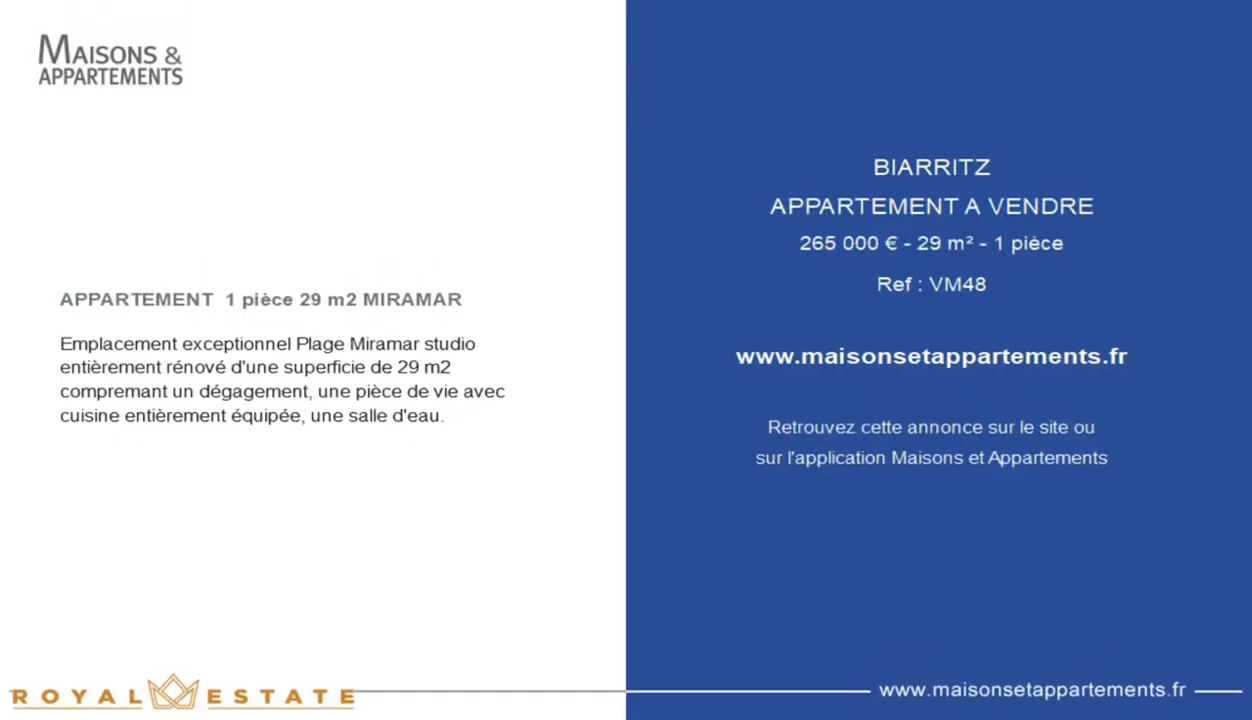 MAISONS &
APPARTEMENTS
APPARTEMENT 1 pièce 29 m2 MIRAMAR
Emplacement exceptionnel Plage Miramar studio
entièrement rénové d'une superficie de 29 m2
compremant un dégagement, une pièce de vie avec
cuisine entièrement équipée, une salle d'eau.
ROYAL ESTATE
BIARRITZ
APPARTEMENT A VENDRE
265 000 € - 29 m² - 1 pièce
Ref : VM48
www.maisonsetappartements.fr
Retrouvez cette annonce sur le site ou
sur l'application Maisons et Appartements
www.maisonsetappartements.fr